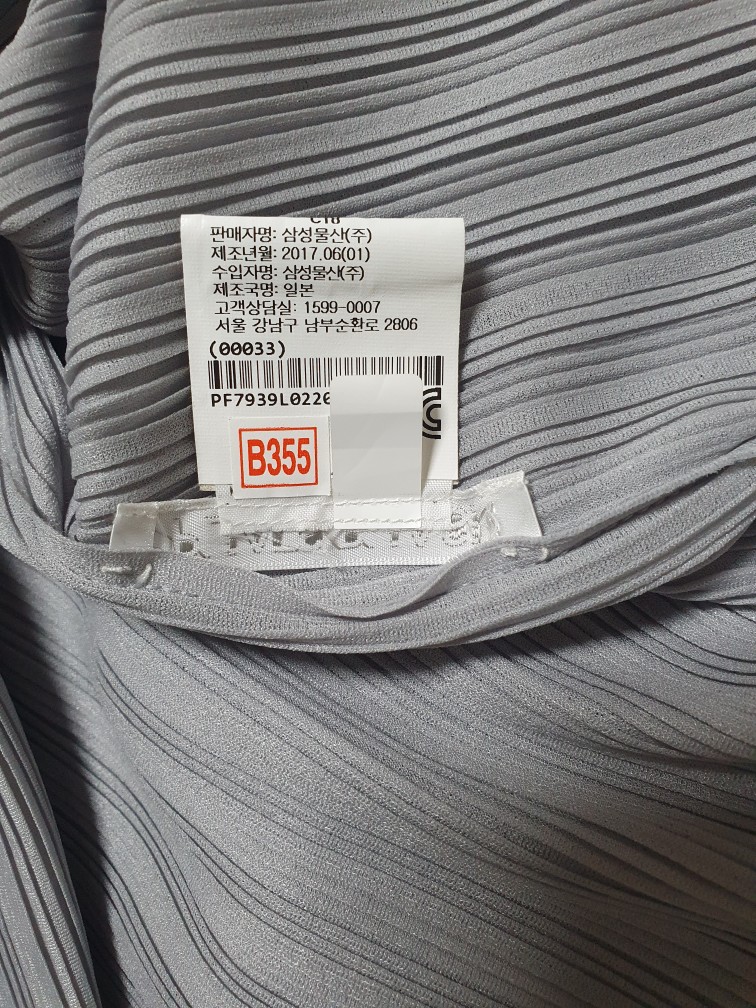 C18
판매자명: 삼성물산(주)
제조년월: 2017.06(01)
수입자명: 삼성물산(주)
제조국명: 일본
고객상담실: 1599-0007
서울 강남구 남부순환로 2806
(00033)
PF7939L0220
B355